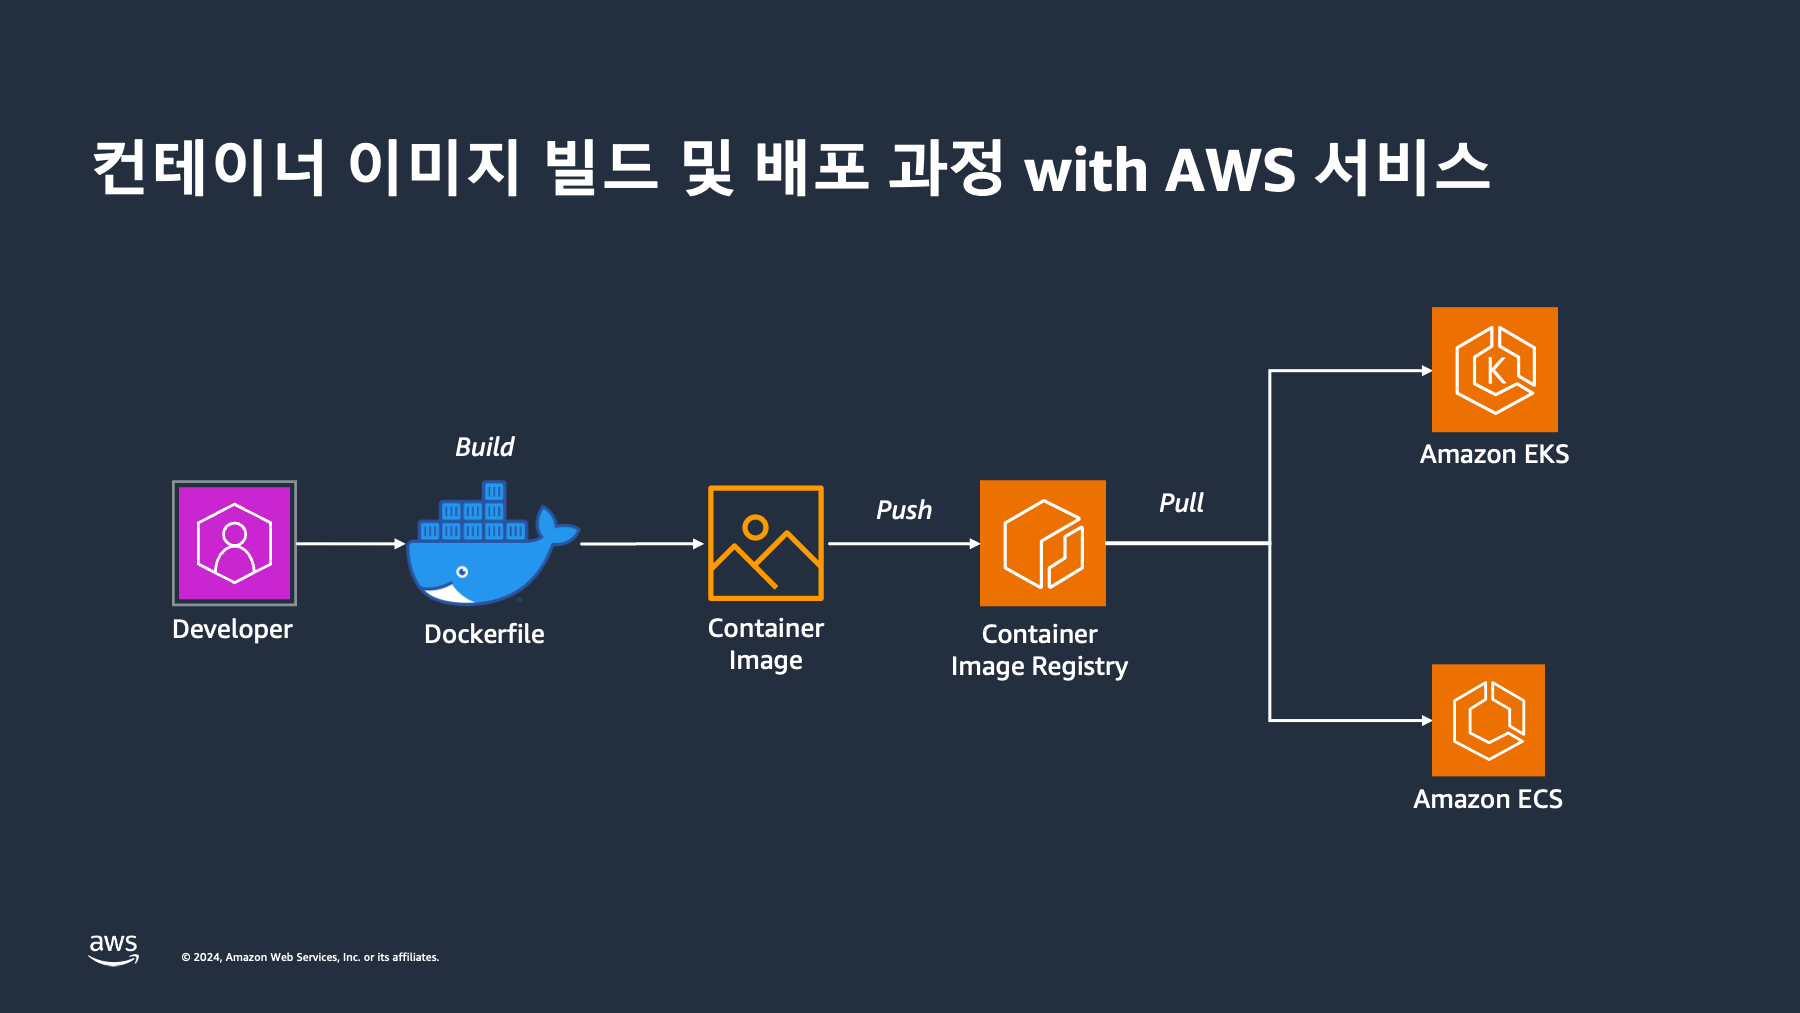 컨테이너 이미지 빌드 및 배포 과정 with AWS 서비스
Build
Developer
Dockerfile
Container
Image
Push
Container
Image Registry
Pull
K
Amazon EKS
Amazon ECS
aws
© 2024, Amazon Web Services, Inc. or its affiliates.